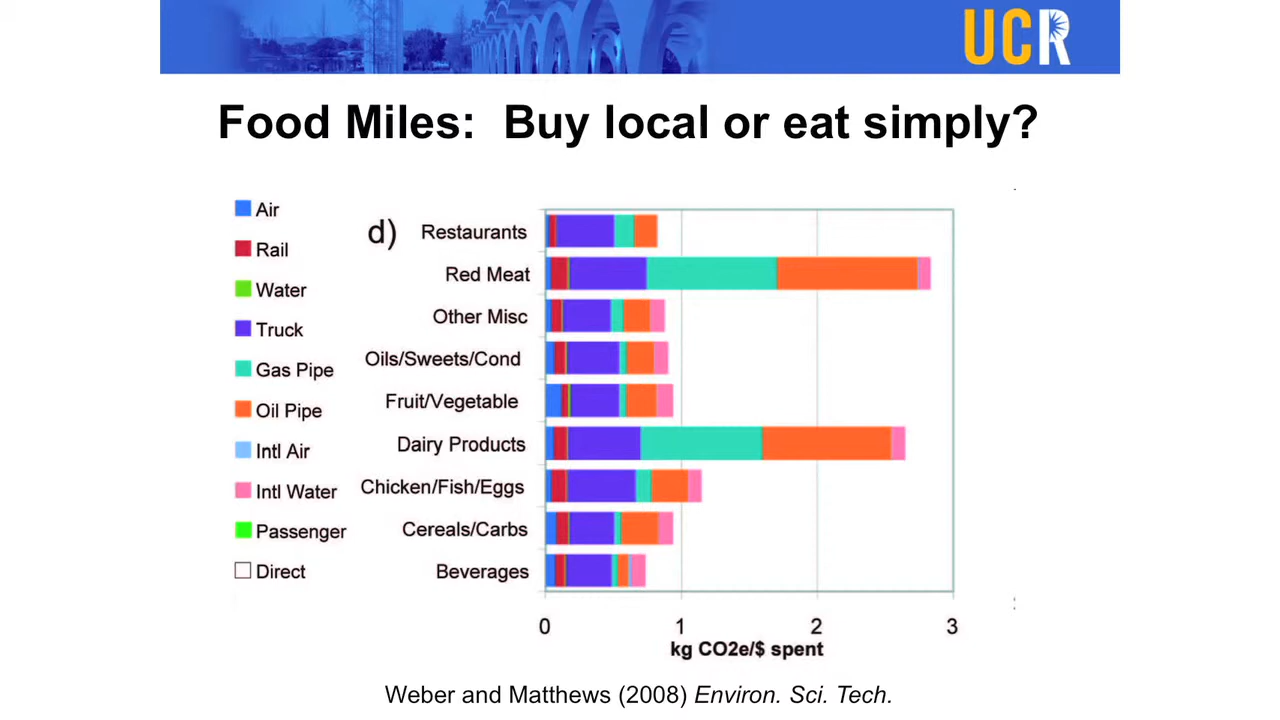 UCR
Food Miles: Buy local or eat simply?
Air
Rail
Water
Truck
Gas Pipe
Oil Pipe
Intl Air
Intl Water
Passenger
Direct
d)
Restaurants
Red Meat
Other Misc
Oils/Sweets/Cond
Fruit/Vegetable
Dairy Products
Chicken/Fish/Eggs
Cereals/Carbs
Beverages
0 1 2 3
kg CO2e/$ spent
Weber and Matthews (2008) Environ. Sci. Tech.